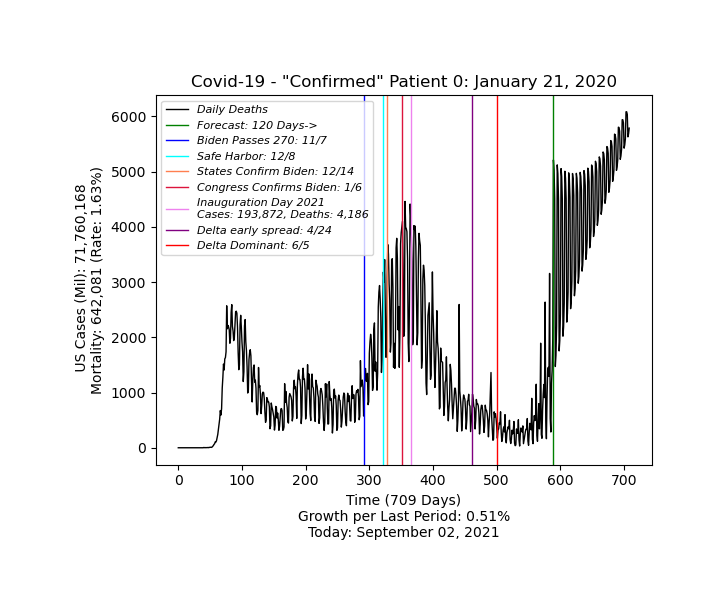 Covid-19 - "Confirmed" Patient 0: January 21, 2020
Daily Deaths
Forecast: 120 Days->
Biden Passes 270: 11/7
Safe Harbor: 12/8
States Confirm Biden: 12/14
Congress Confirms Biden: 1/6
Inauguration Day 2021
Cases: 193,872, Deaths: 4,186
Delta early spread: 4/24
Delta Dominant: 6/5
US Cases (Mil): 71,760,168
Mortality: 642,081 (Rate: 1.63%)
6000
5000
4000
3000
2000
1000
0
0 100 200 300 400 500 600 700
Time (709 Days)
Growth per Last Period: 0.51%
Today: September 02, 2021